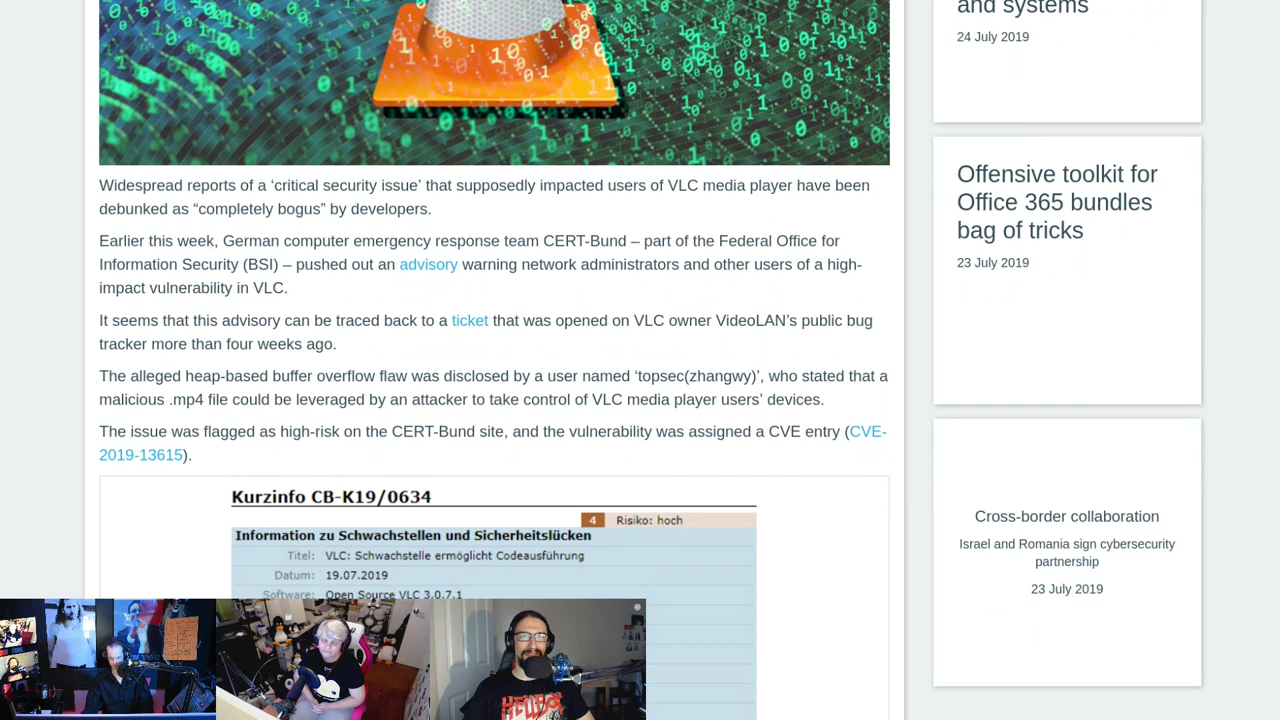 and systems
24 July 2019
Widespread reports of a ‘critical security issue’ that supposedly impacted users of VLC media player have been
debunked as “completely bogus” by developers.
Earlier this week, German computer emergency response team CERT-Bund – part of the Federal Office for
Information Security (BSI) – pushed out an advisory warning network administrators and other users of a high-
impact vulnerability in VLC.
It seems that this advisory can be traced back to a ticket that was opened on VLC owner VideoLAN’s public bug
tracker more than four weeks ago.
The alleged heap-based buffer overflow flaw was disclosed by a user named ‘topsec(zhangwy)’, who stated that a
malicious .mp4 file could be leveraged by an attacker to take control of VLC media player users’ devices.
The issue was flagged as high-risk on the CERT-Bund site, and the vulnerability was assigned a CVE entry (CVE-
2019-13615).
Kurzinfo CB-K19/0634
4 Risiko: hoch
Information zu Schwachstellen und Sicherheitslücken
Titel: VLC: Schwachstelle ermöglicht Codeausführung
Datum: 19.07.2019
Software: Open Source VLC 3.0.7.1
Offensive toolkit for
Office 365 bundles
bag of tricks
23 July 2019
Cross-border collaboration
Israel and Romania sign cybersecurity
partnership
23 July 2019
HELLBOY